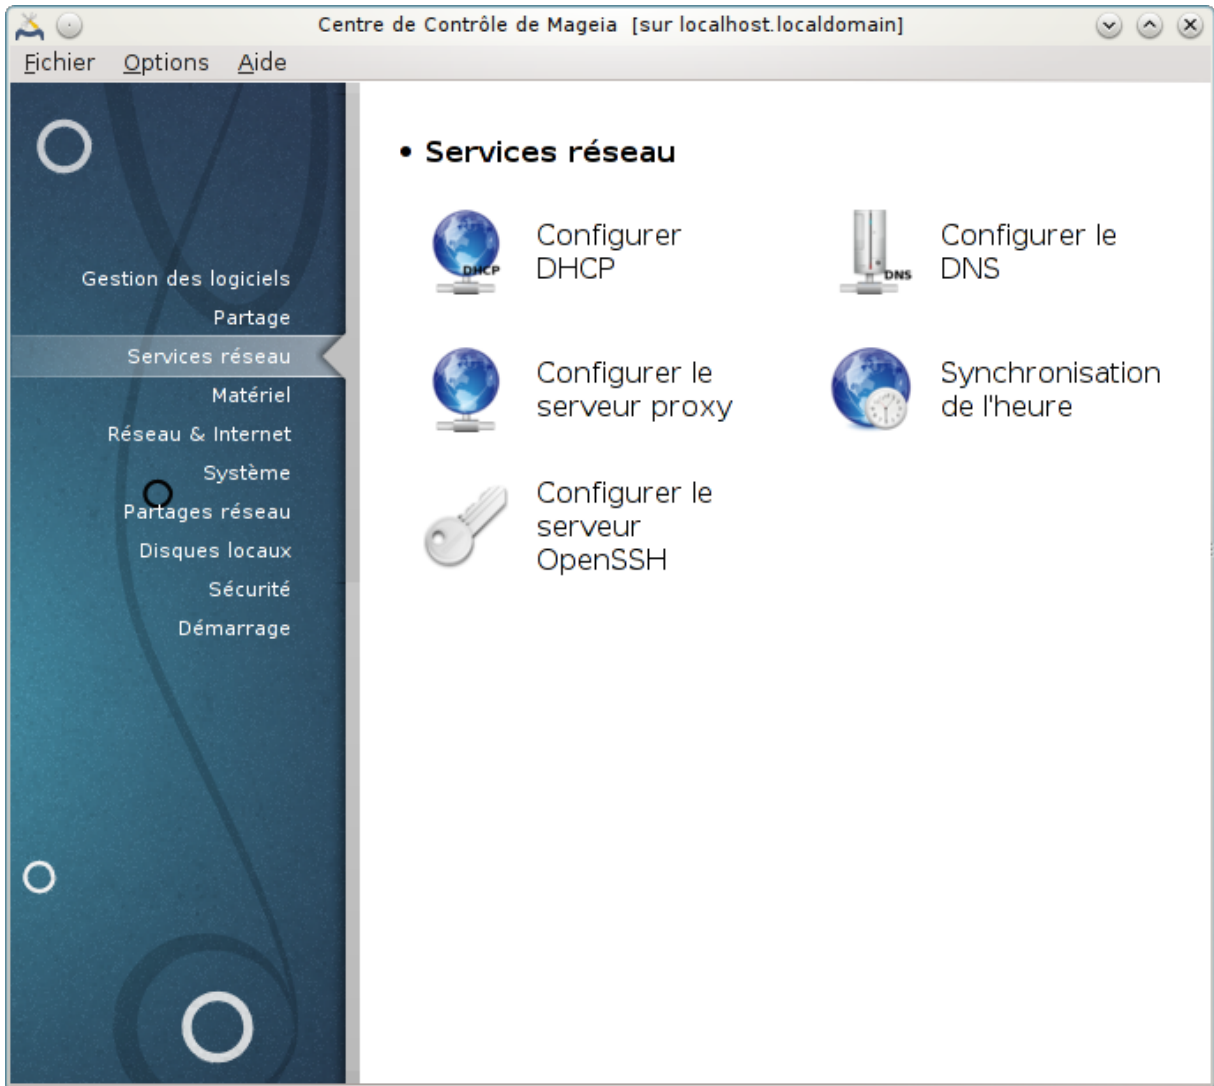 Centre de Contrôle de Mageia [sur localhost.localdomain]
Fichier Options Aide
Gestion des logiciels
Partage
Services réseau
Matériel
Réseau & Internet
Système
Partages réseau
Disques locaux
Sécurité
Démarrage
• Services réseau
DHCP
Configurer
DHCP
DNS
Configurer le
DNS
Configurer le
serveur proxy
Synchronisation
de l'heure
Configurer le
serveur
OpenSSH